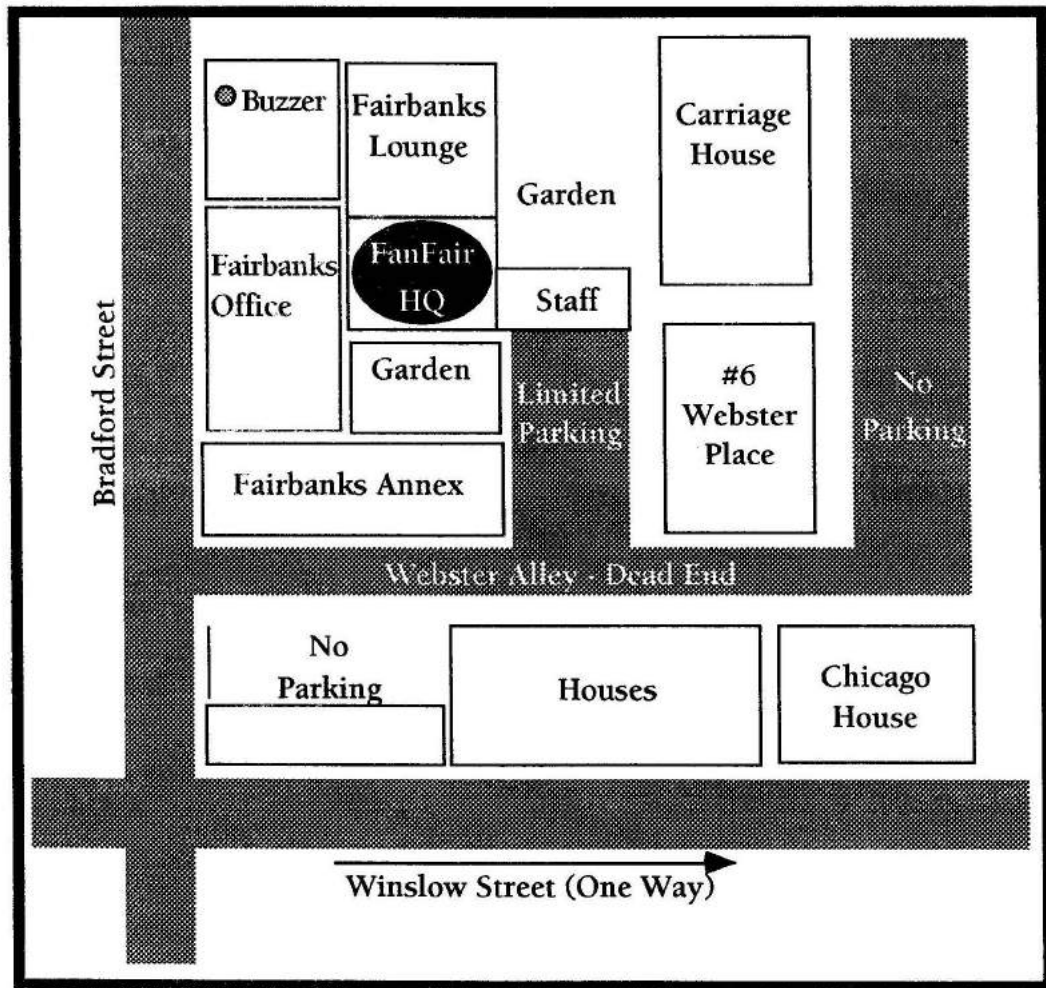 Buzzer
Fairbanks
Lounge
Carriage
House
Garden
FanFair
HQ
Fairbanks
Office
Staff
Bradford Street
Garden
Limited
Parking
#6
Webster
Place
No
Parking
Fairbanks Annex
Webster Alley - Dead End
No
Parking
Houses
Chicago
House
Winslow Street (One Way)